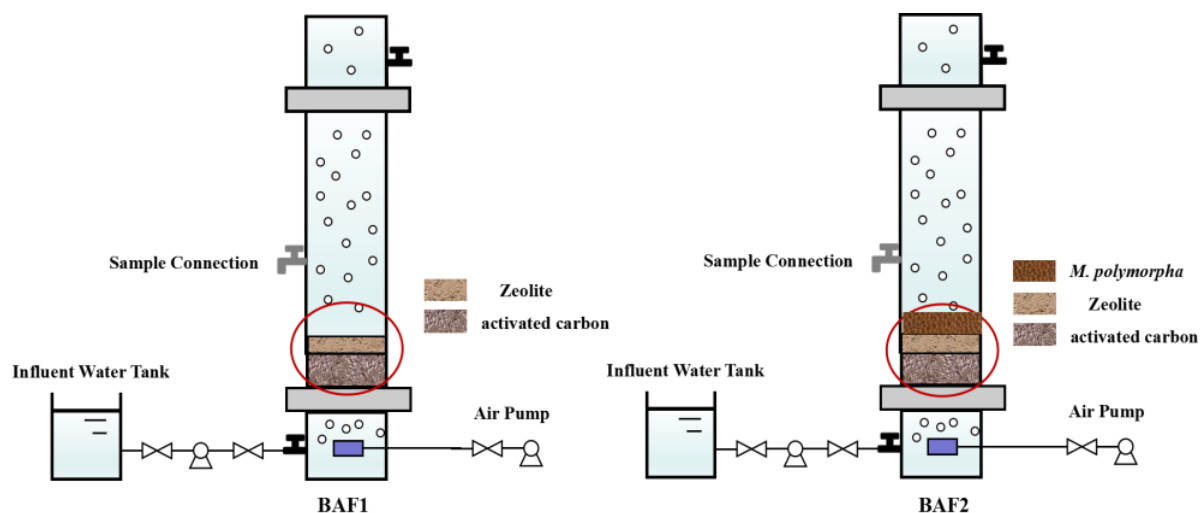 Sample Connection
Zeolite
activated carbon
Influent Water Tank
Air Pump
BAF1
Sample Connection
M. polymorpha
Zeolite
activated carbon
Influent Water Tank
Air Pump
BAF2